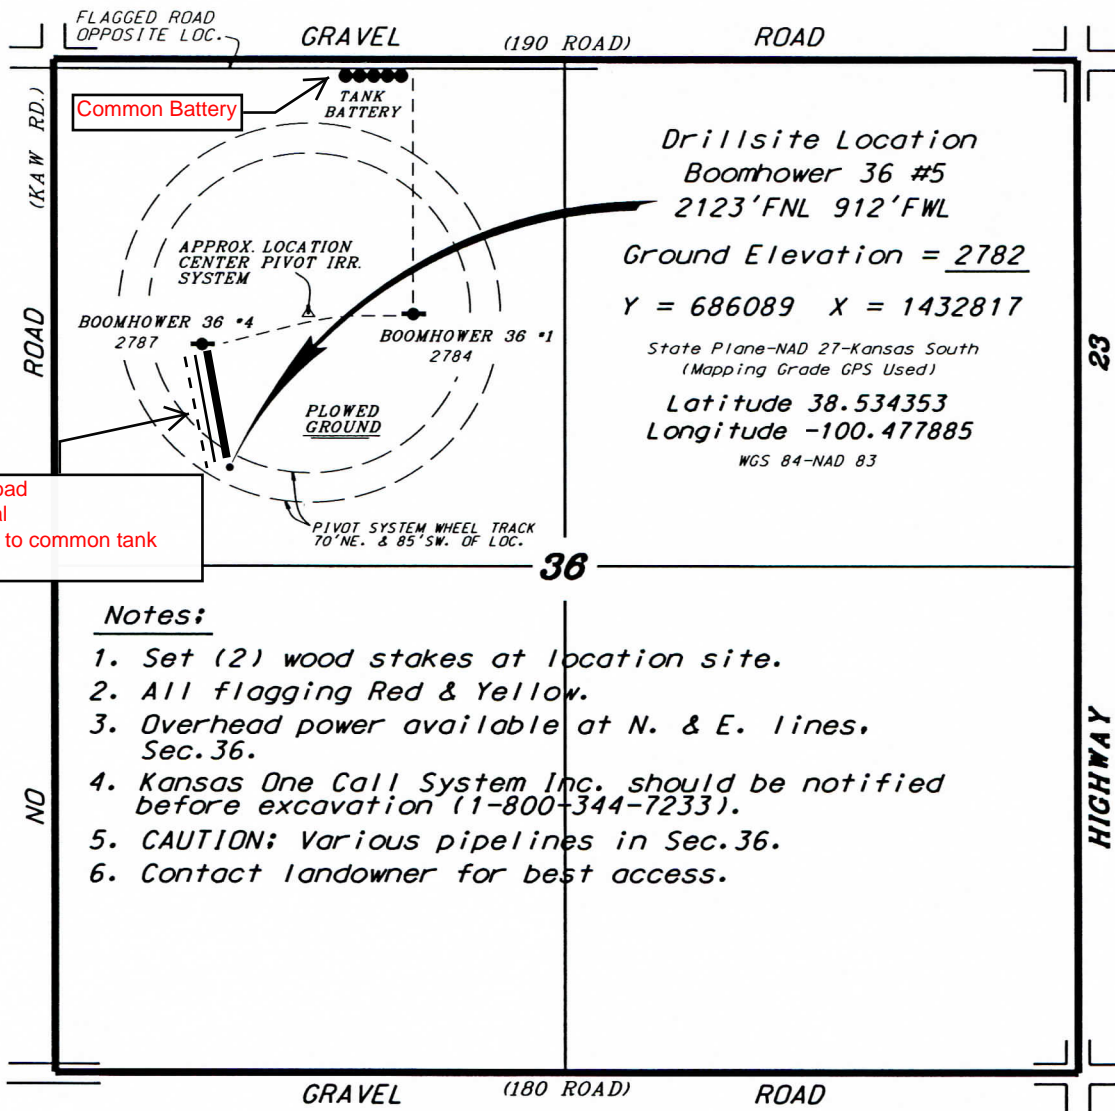 FLAGGED ROAD
OPPOSITE LOC.
GRAVEL (190 ROAD) ROAD
(KAW RD.)
ROAD
NO
Common Battery
TANK
BATTERY
Drillsite Location
Boomhower 36 #5
2123'FNL 912'FWL
Ground Elevation = 2782
Y = 686089 X = 1432817
State Plane-NAD 27-Kansas South
(Mapping Grade GPS Used)
Latitude 38.534353
Longitude -100.477885
WGS 84-NAD 83
APPROX. LOCATION
CENTER PIVOT IRR.
SYSTEM
BOOMHOWER 36 #4
2787
BOOMHOWER 36 #1
2784
PLOWED
GROUND
to common tank
PIVOT SYSTEM WHEEL TRACK
70'NE. & 85'SW. OF LOC.
36
23
HIGHWAY
Notes:
1. Set (2) wood stakes at location site.
2. All flagging Red & Yellow.
3. Overhead power available at N. & E. lines,
Sec.36.
4. Kansas One Call System Inc. should be notified
before excavation (1-800-344-7233).
5. CAUTION: Various pipelines in Sec.36.
6. Contact landowner for best access.
GRAVEL (180 ROAD) ROAD